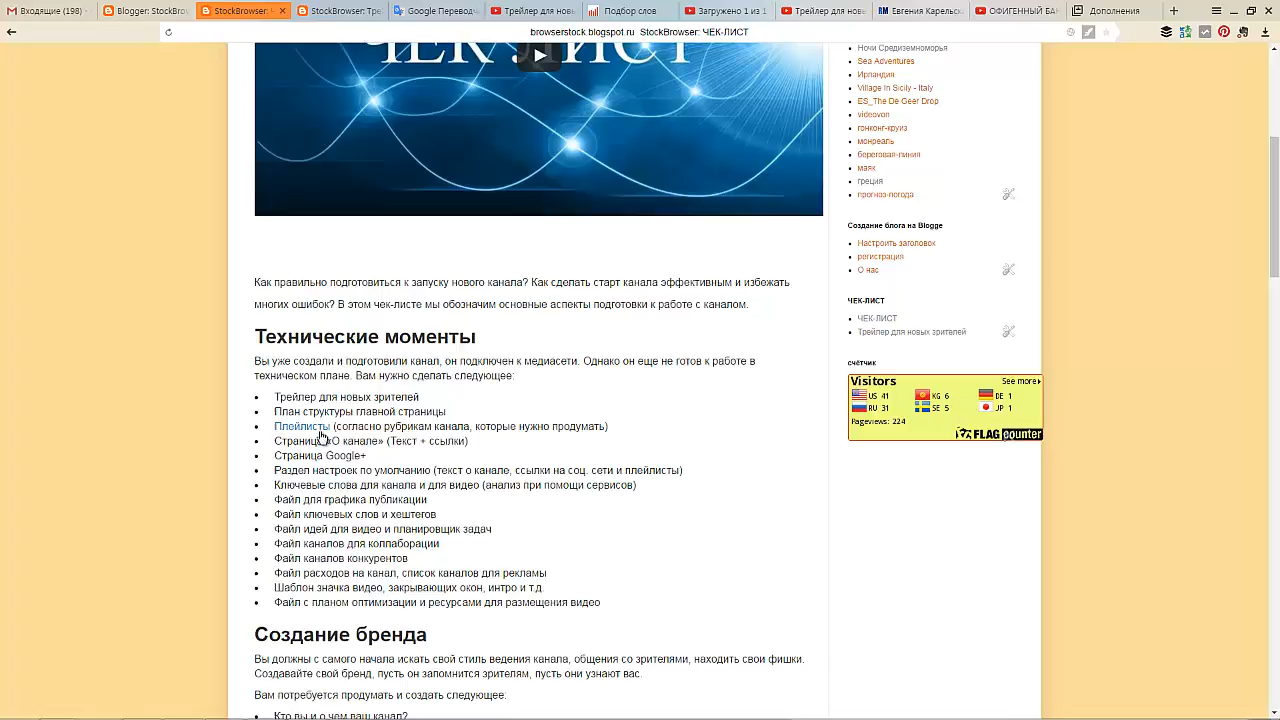 Входящие (198) -
Blogger: StockBrow
StockBrowser: Ч
StockBrowser: Тре
Google Переводч
Трейлер для новь
Подбор слов
Загружено 1 из 1
Трейлер для новь
Евгения Карельск
ОФИГЕННЫЙ БАН
Дополнения
browserstock.blogspot.ru StockBrowser: ЧЕК-ЛИСТ
ЧЕК ЛИСТ
Как правильно подготовиться к запуску нового канала? Как сделать старт канала эффективным и избежать
многих ошибок? В этом чек-листе мы обозначим основные аспекты подготовки к работе с каналом.
Технические моменты
Вы уже создали и подготовили канал, он подключен к медиасети. Однако он еще не готов к работе в
техническом плане. Вам нужно сделать следующее:
• Трейлер для новых зрителей
• План структуры главной страницы
• Плейлисты (согласно рубрикам канала, которые нужно продумать)
• Страница «О канале» (Текст + ссылки)
• Страница Google+
• Раздел настроек по умолчанию (текст о канале, ссылки на соц. сети и плейлисты)
• Ключевые слова для канала и для видео (анализ при помощи сервисов)
• Файл для графика публикации
• Файл ключевых слов и хештегов
• Файл идей для видео и планировщик задач
• Файл каналов для коллаборации
• Файл каналов конкурентов
• Файл расходов на канал, список каналов для рекламы
• Шаблон значка видео, закрывающих окон, интро и т.д.
• Файл с планом оптимизации и ресурсами для размещения видео
Создание бренда
Вы должны с самого начала искать свой стиль ведения канала, общения со зрителями, находить свои фишки.
Создавайте свой бренд, пусть он запомнится зрителям, пусть они узнают вас.
Вам потребуется продумать и создать следующее:
• Кто вы и о чем ваш канал?
• Ночи Средиземноморья
• Sea Adventures
• Ирландия
• Village In Sicily - Italy
• ES_The De Geer Drop
• videovon
• гонконг-круиз
• монреаль
• береговая-линия
• маяк
• греция
• прогноз-погода
Создание блога на Blogge
• Настроить заголовок
• регистрация
• О нас
ЧЕК-ЛИСТ
• ЧЕК-ЛИСТ
• Трейлер для новых зрителей
счётчик
Visitors See more
US 41 KG 6 DE 1
RU 31 SE 5 JP 1
Pageviews: 224
FLAG counter